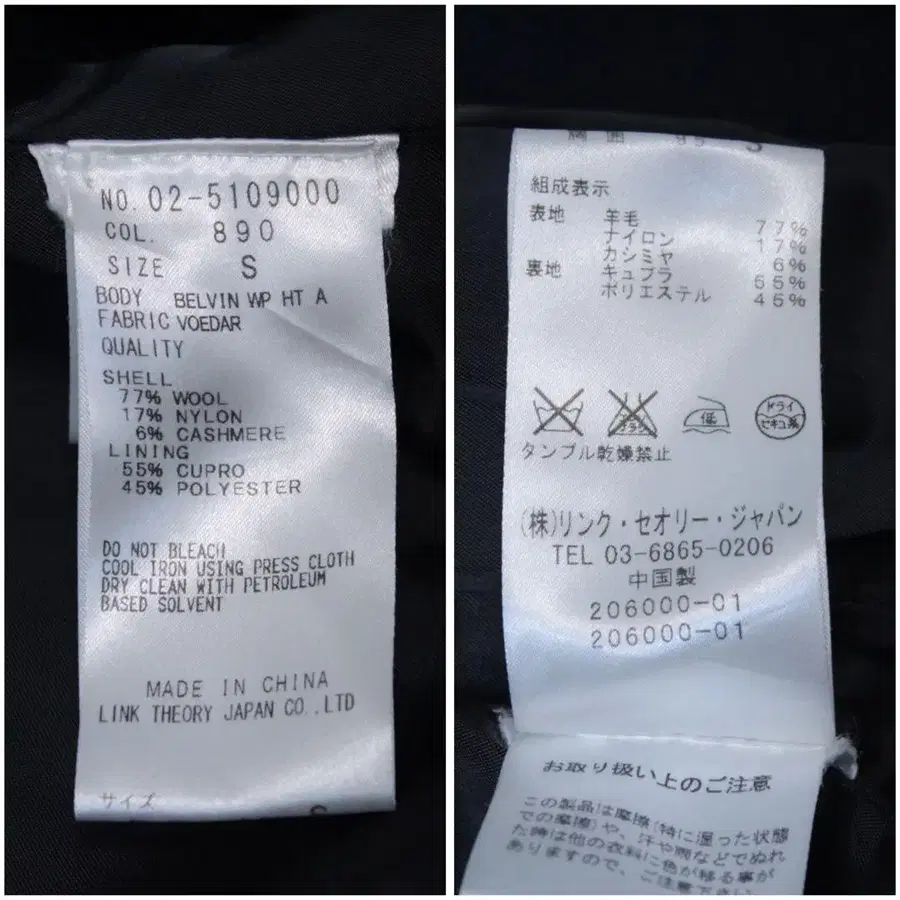 NO. 02-5109000
COL. 890
SIZE S
BODY BELVIN WP HT A
FABRIC VOEDAR
QUALITY
SHELL
77% WOOL
17% NYLON
6% CASHMERE
LINING
55% CUPRO
45% POLYESTER
DO NOT BLEACH
COOL IRON USING PRESS CLOTH
DRY CLEAN WITH PETROLEUM
BASED SOLVENT
MADE IN CHINA
LINK THEORY JAPAN CO.,LTD
サイズ S
胸囲 95 S
組成表示
表地 羊毛 77%
ナイロン 17%
カシミヤ 6%
裏地 キュプラ 55%
ポリエステル 45%
低
ドライ
セキユ系
タンブル乾燥禁止
(株)リンク・セオリー・ジャパン
TEL 03-6865-0206
中国製
206000-01
206000-01
お取り扱い上のご注意
この製品は摩擦(特に湿った状態
での摩擦)や、汗や雨などでぬれ
た時は他の衣料に色が移る事が
ありますので、ご注意下さい